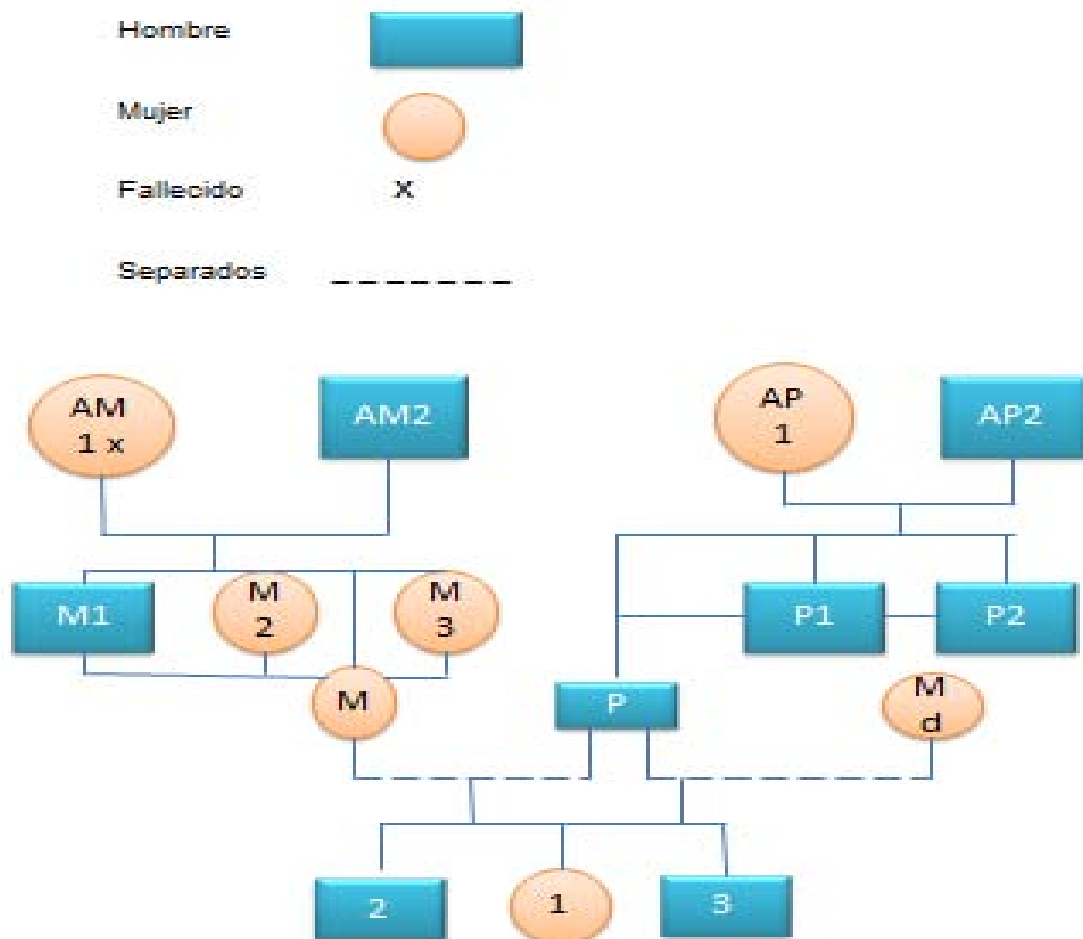 Hombre
Mujer
Fallecido X
Separados
AM
1 x
AM2
AP
1
AP2
M1
M
2
M
3
P1
P2
M
P
M
d
2
1
3